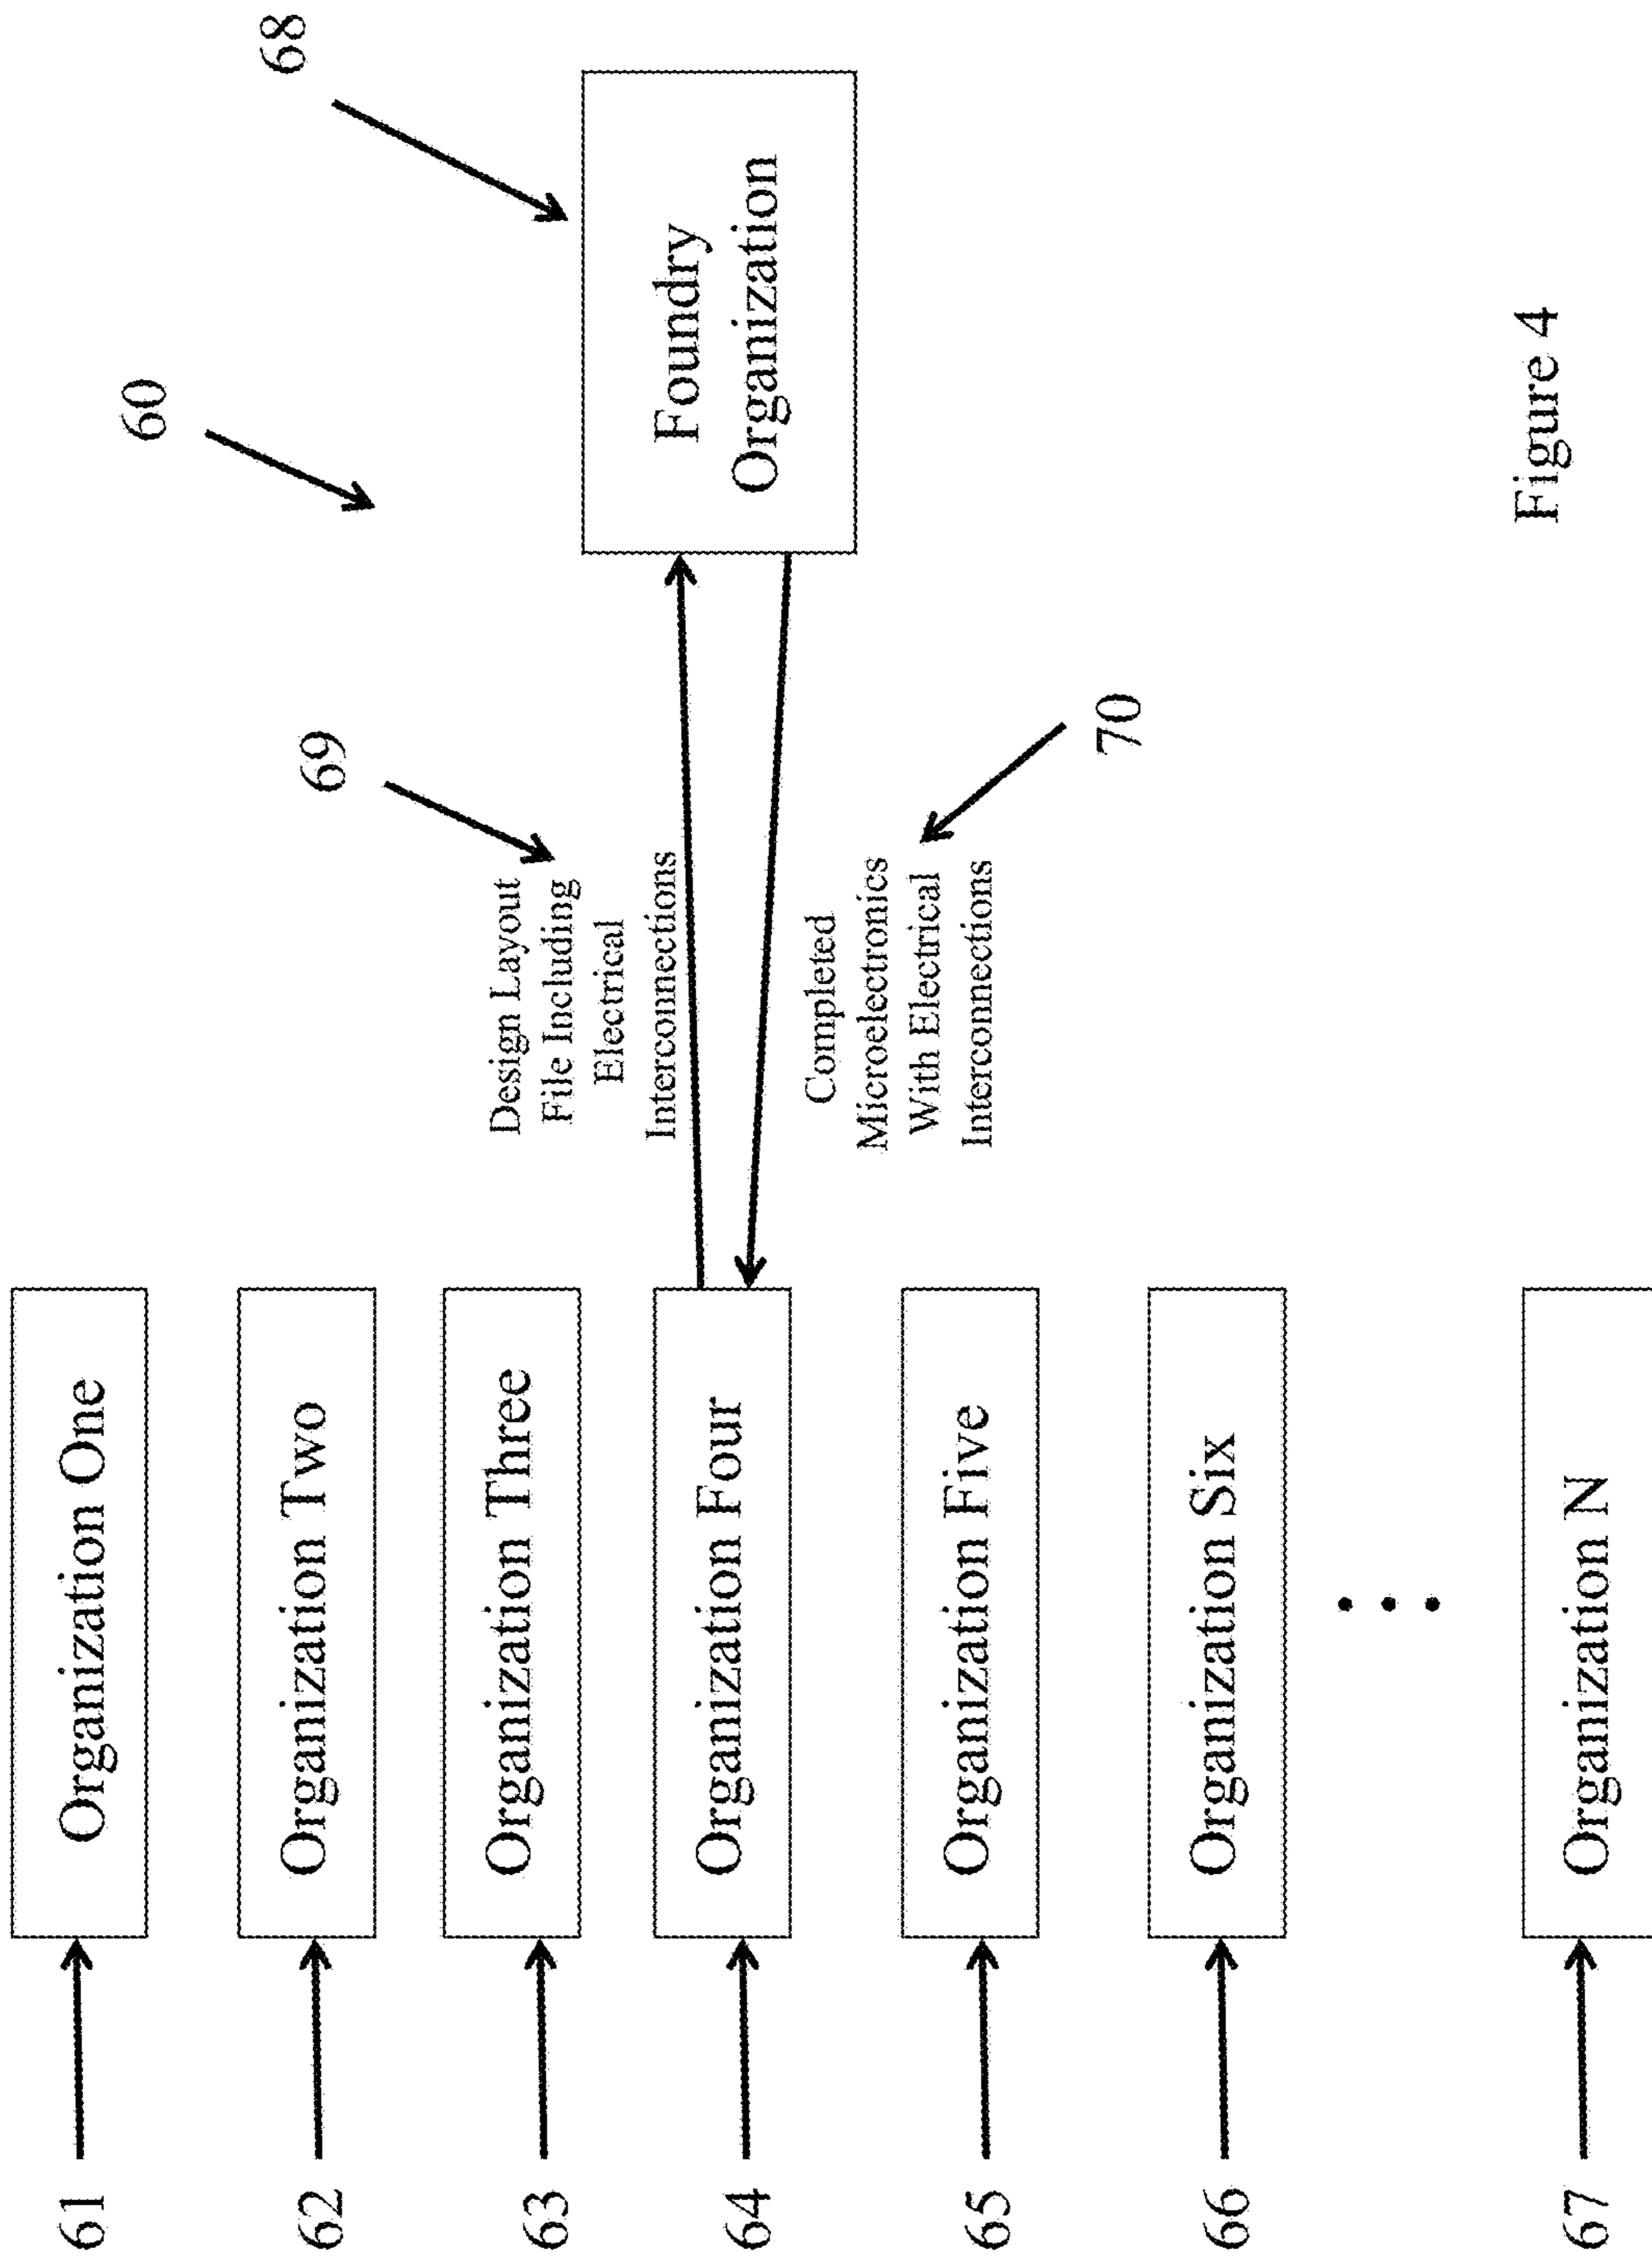 60
68
61
Organization One
62
Organization Two
63
Organization Three
64
Organization Four
65
Organization Five
66
Organization Six
67
Organization N
69
Design Layout
File Including
Electrical
Interconnections
Completed
Microelectronics
With Electrical
Interconnections
70
Foundry
Organization
Figure 4